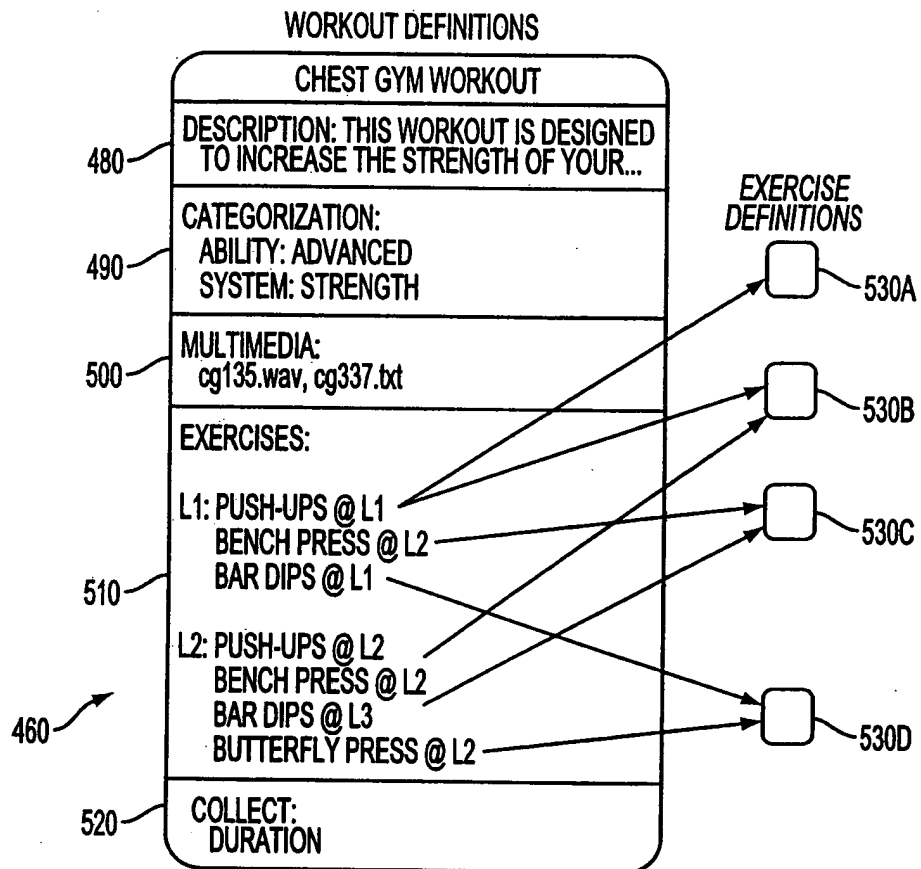 WORKOUT DEFINITIONS
CHEST GYM WORKOUT
DESCRIPTION: THIS WORKOUT IS DESIGNED
TO INCREASE THE STRENGTH OF YOUR...
480
CATEGORIZATION:
ABILITY: ADVANCED
SYSTEM: STRENGTH
490
MULTIMEDIA:
cg135.wav, cg337.txt
500
EXERCISES:
L1: PUSH-UPS @ L1
BENCH PRESS @ L2
BAR DIPS @ L1
510
L2: PUSH-UPS @ L2
BENCH PRESS @ L2
BAR DIPS @ L3
BUTTERFLY PRESS @ L2
460
COLLECT:
DURATION
520
EXERCISE
DEFINITIONS
530A
530B
530C
530D